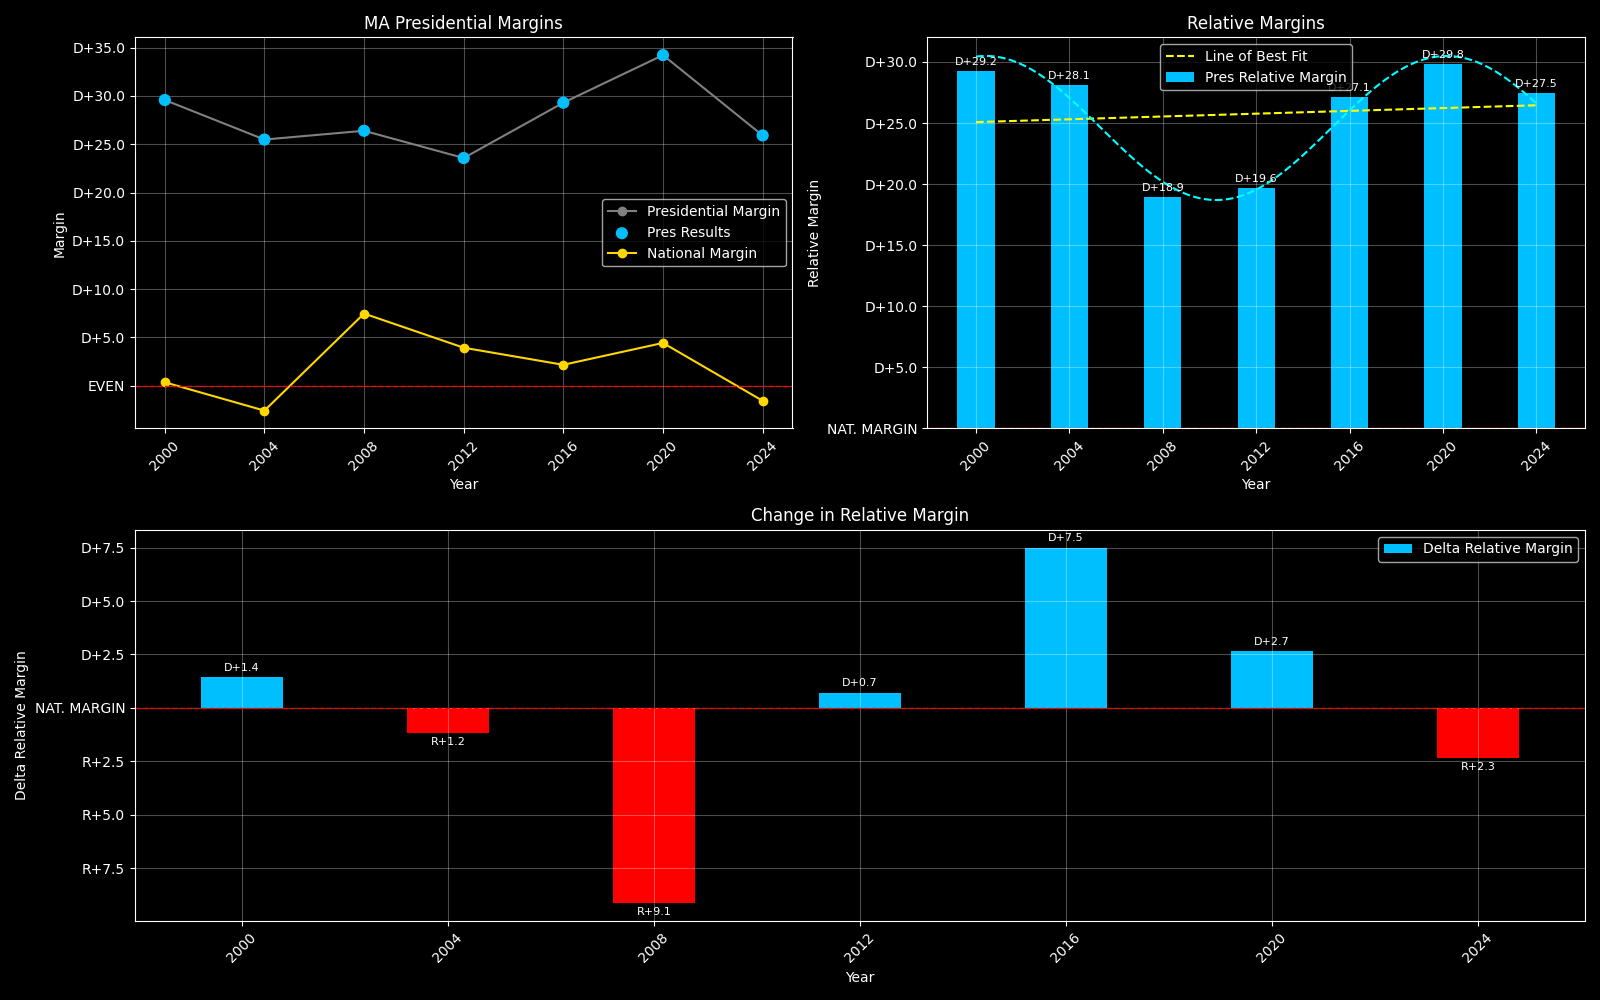 MA Presidential Margins
Margin
D+35.0
D+30.0
D+25.0
D+20.0
D+15.0
D+10.0
D+5.0
EVEN
Presidential Margin
Pres Results
National Margin
2000
2004
2008
2012
2016
2020
2024
Year
Relative Margins
Relative Margin
D+30.0
D+25.0
D+20.0
D+15.0
D+10.0
D+5.0
NAT. MARGIN
Line of Best Fit
Pres Relative Margin
D+29.2
D+28.1
D+18.9
D+19.6
7.1
D+29.8
D+27.5
2000
2004
2008
2012
2016
2020
2024
Year
Change in Relative Margin
Delta Relative Margin
D+7.5
D+5.0
D+2.5
NAT. MARGIN
R+2.5
R+5.0
R+7.5
Delta Relative Margin
D+1.4
R+1.2
R+9.1
D+0.7
D+7.5
D+2.7
R+2.3
2000
2004
2008
2012
2016
2020
2024
Year